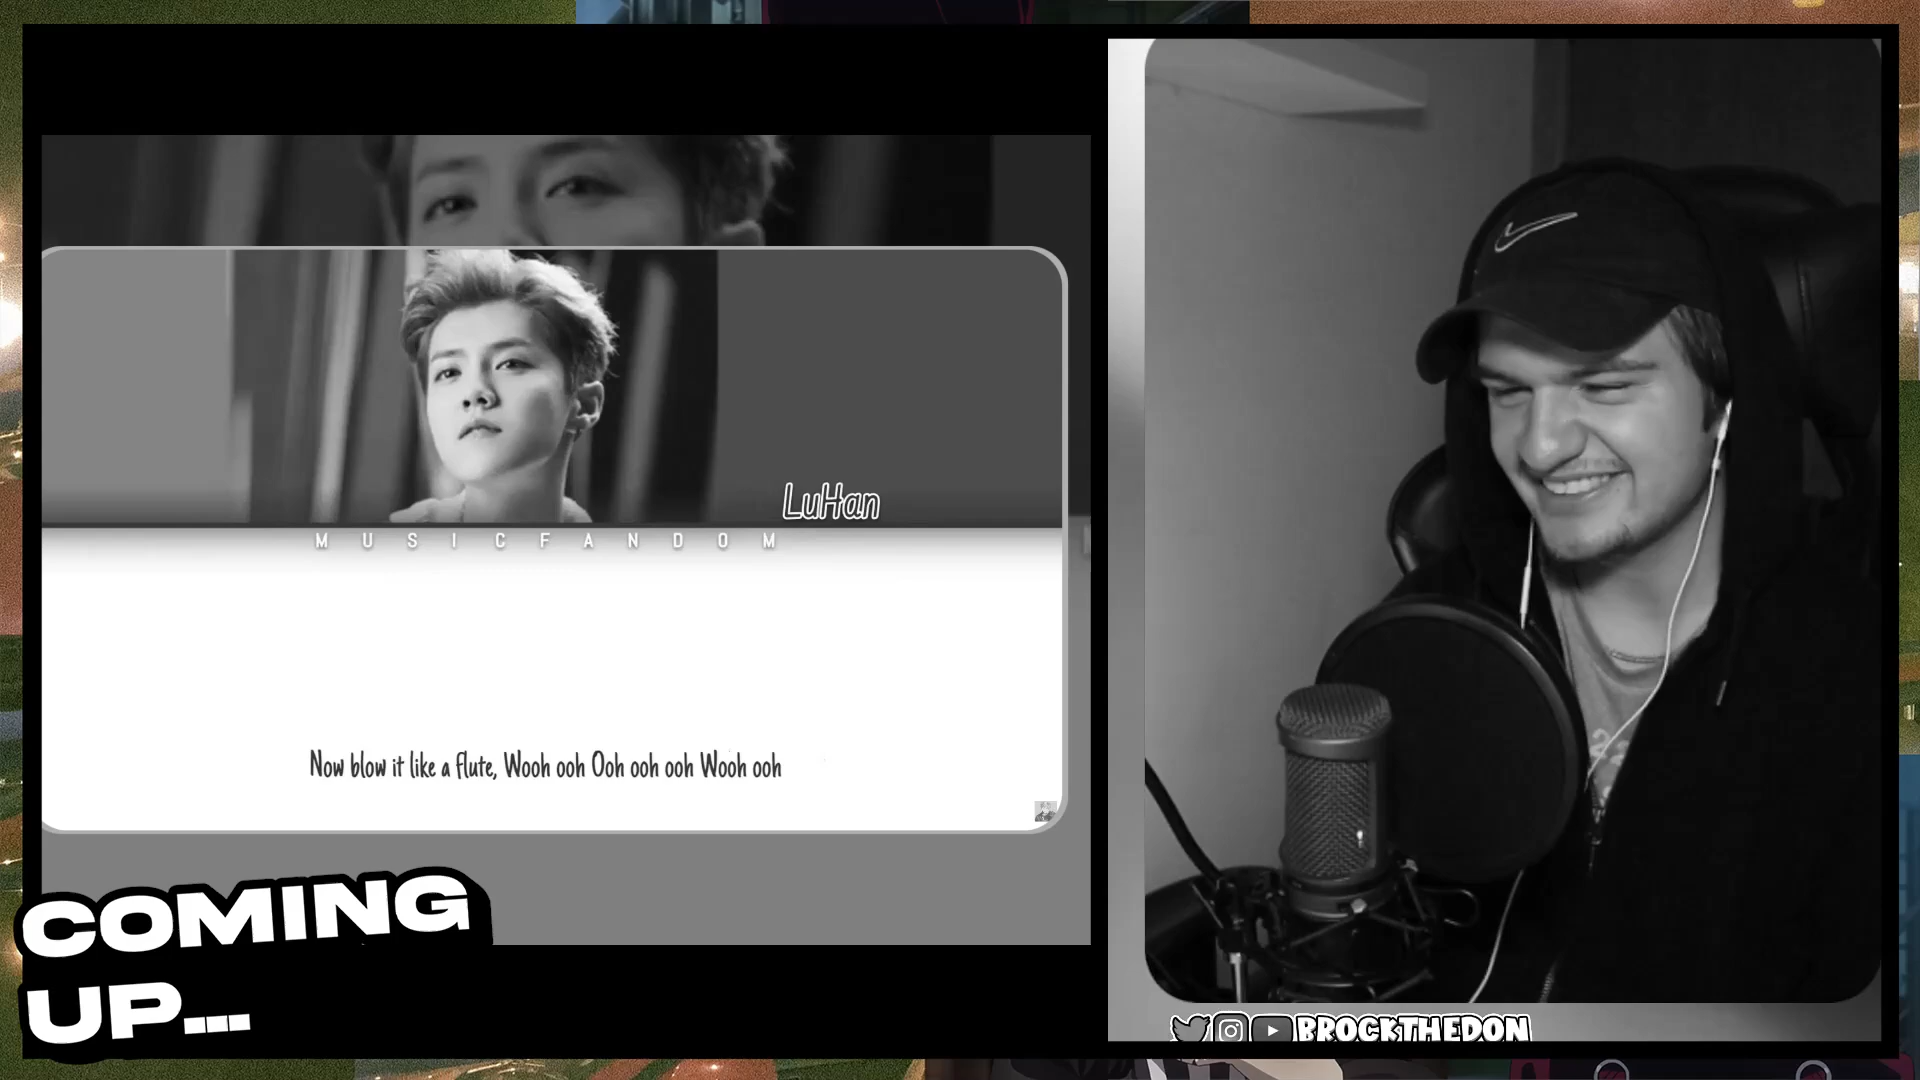 LuHan
MUSICFANDOM
Now blow it like a flute, Wooh ooh Ooh ooh ooh Wooh ooh
COMING
UP...
BROCKTHEDON